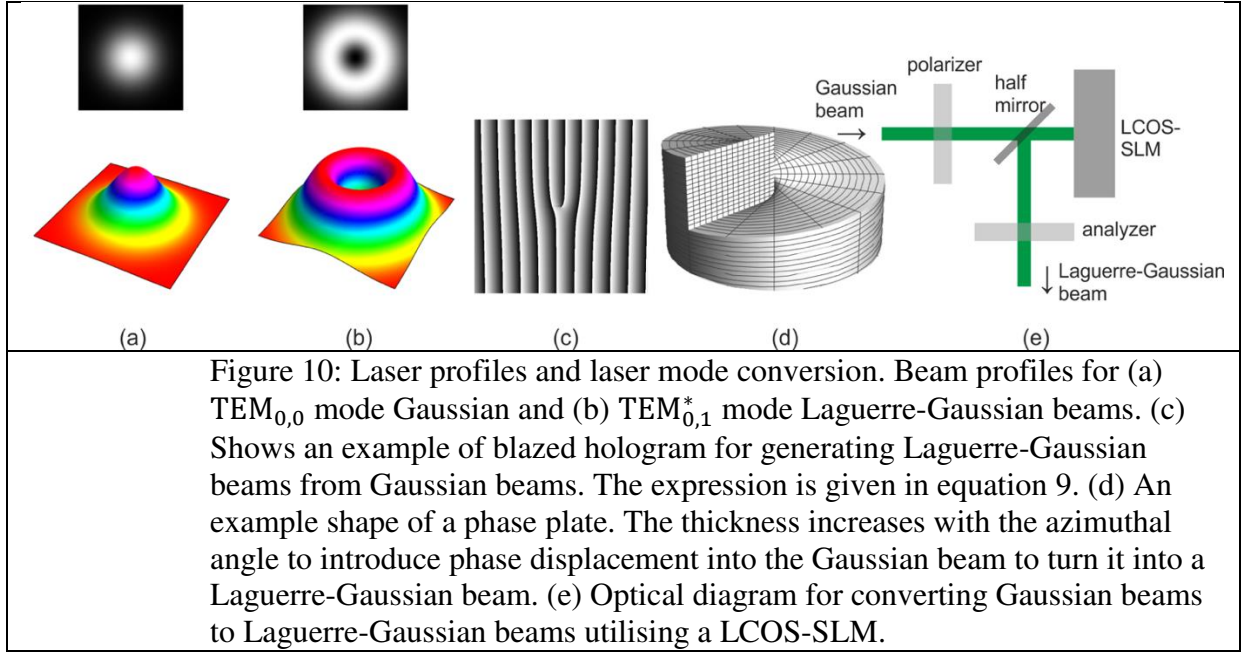 polarizer
Gaussian
beam
half
mirror
LCOS-
SLM
analyzer
Laguerre-Gaussian
beam
(a)
(b)
(c)
(d)
(e)
Figure 10: Laser profiles and laser mode conversion. Beam profiles for (a)
TEM₀,₀ mode Gaussian and (b) TEM*₀,₁ mode Laguerre-Gaussian beams. (c)
Shows an example of blazed hologram for generating Laguerre-Gaussian
beams from Gaussian beams. The expression is given in equation 9. (d) An
example shape of a phase plate. The thickness increases with the azimuthal
angle to introduce phase displacement into the Gaussian beam to turn it into a
Laguerre-Gaussian beam. (e) Optical diagram for converting Gaussian beams
to Laguerre-Gaussian beams utilising a LCOS-SLM.